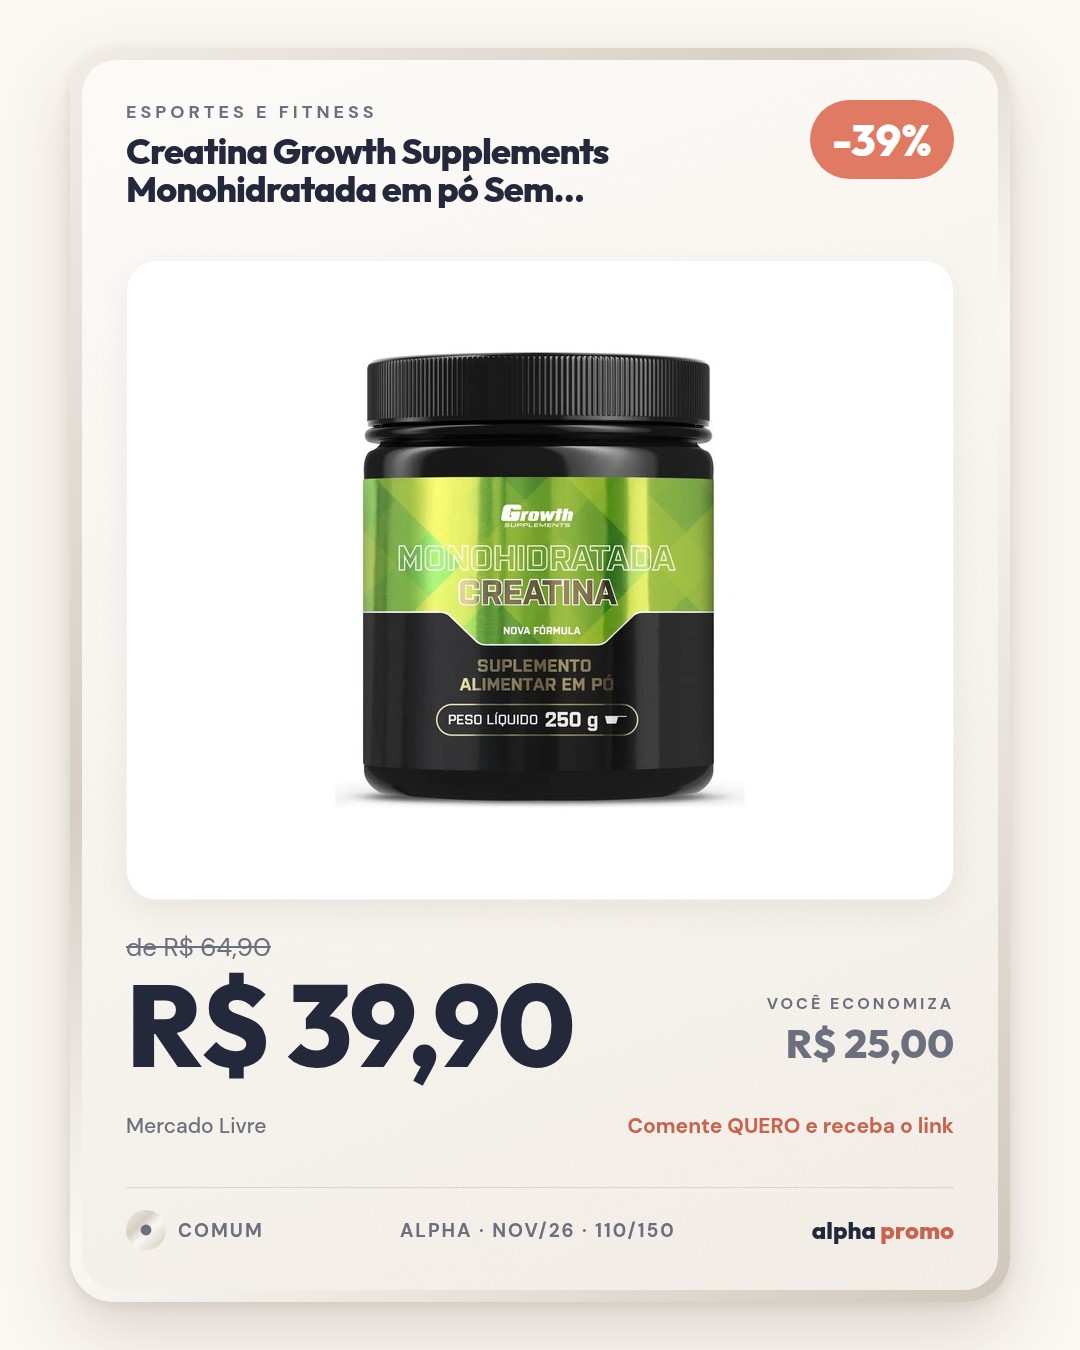 ESPORTES E FITNESS
Creatina Growth Supplements
Monohidratada em pó Sem...
-39%
Growth
SUPPLEMENTS
MONOHIDRATADA
CREATINA
NOVA FÓRMULA
SUPLEMENTO
ALIMENTAR EM PÓ
PESO LÍQUIDO 250 g
de R$ 64,90
R$ 39,90
VOCÊ ECONOMIZA
R$ 25,00
Mercado Livre
Comente QUERO e receba o link
COMUM
ALPHA · NOV/26 · 110/150
alpha promo